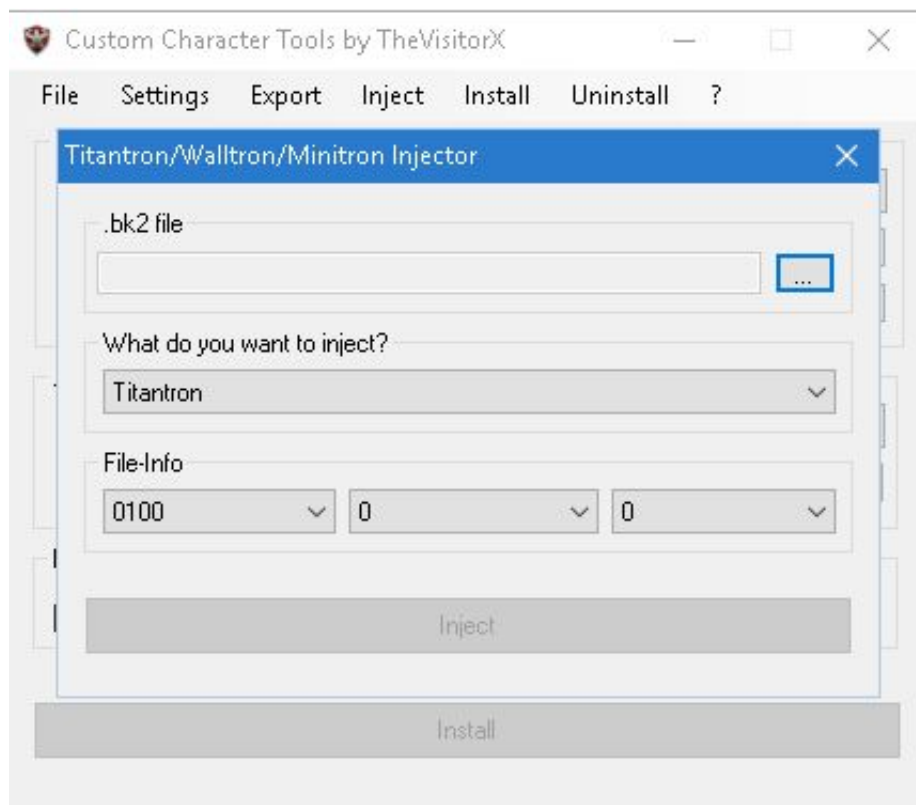 Custom Character Tools by TheVisitorX
File Settings Export Inject Install Uninstall ?
Titantron/Walltron/Minitron Injector
.bk2 file
...
What do you want to inject?
Titantron
File-Info
0100 0 0
Inject
Install